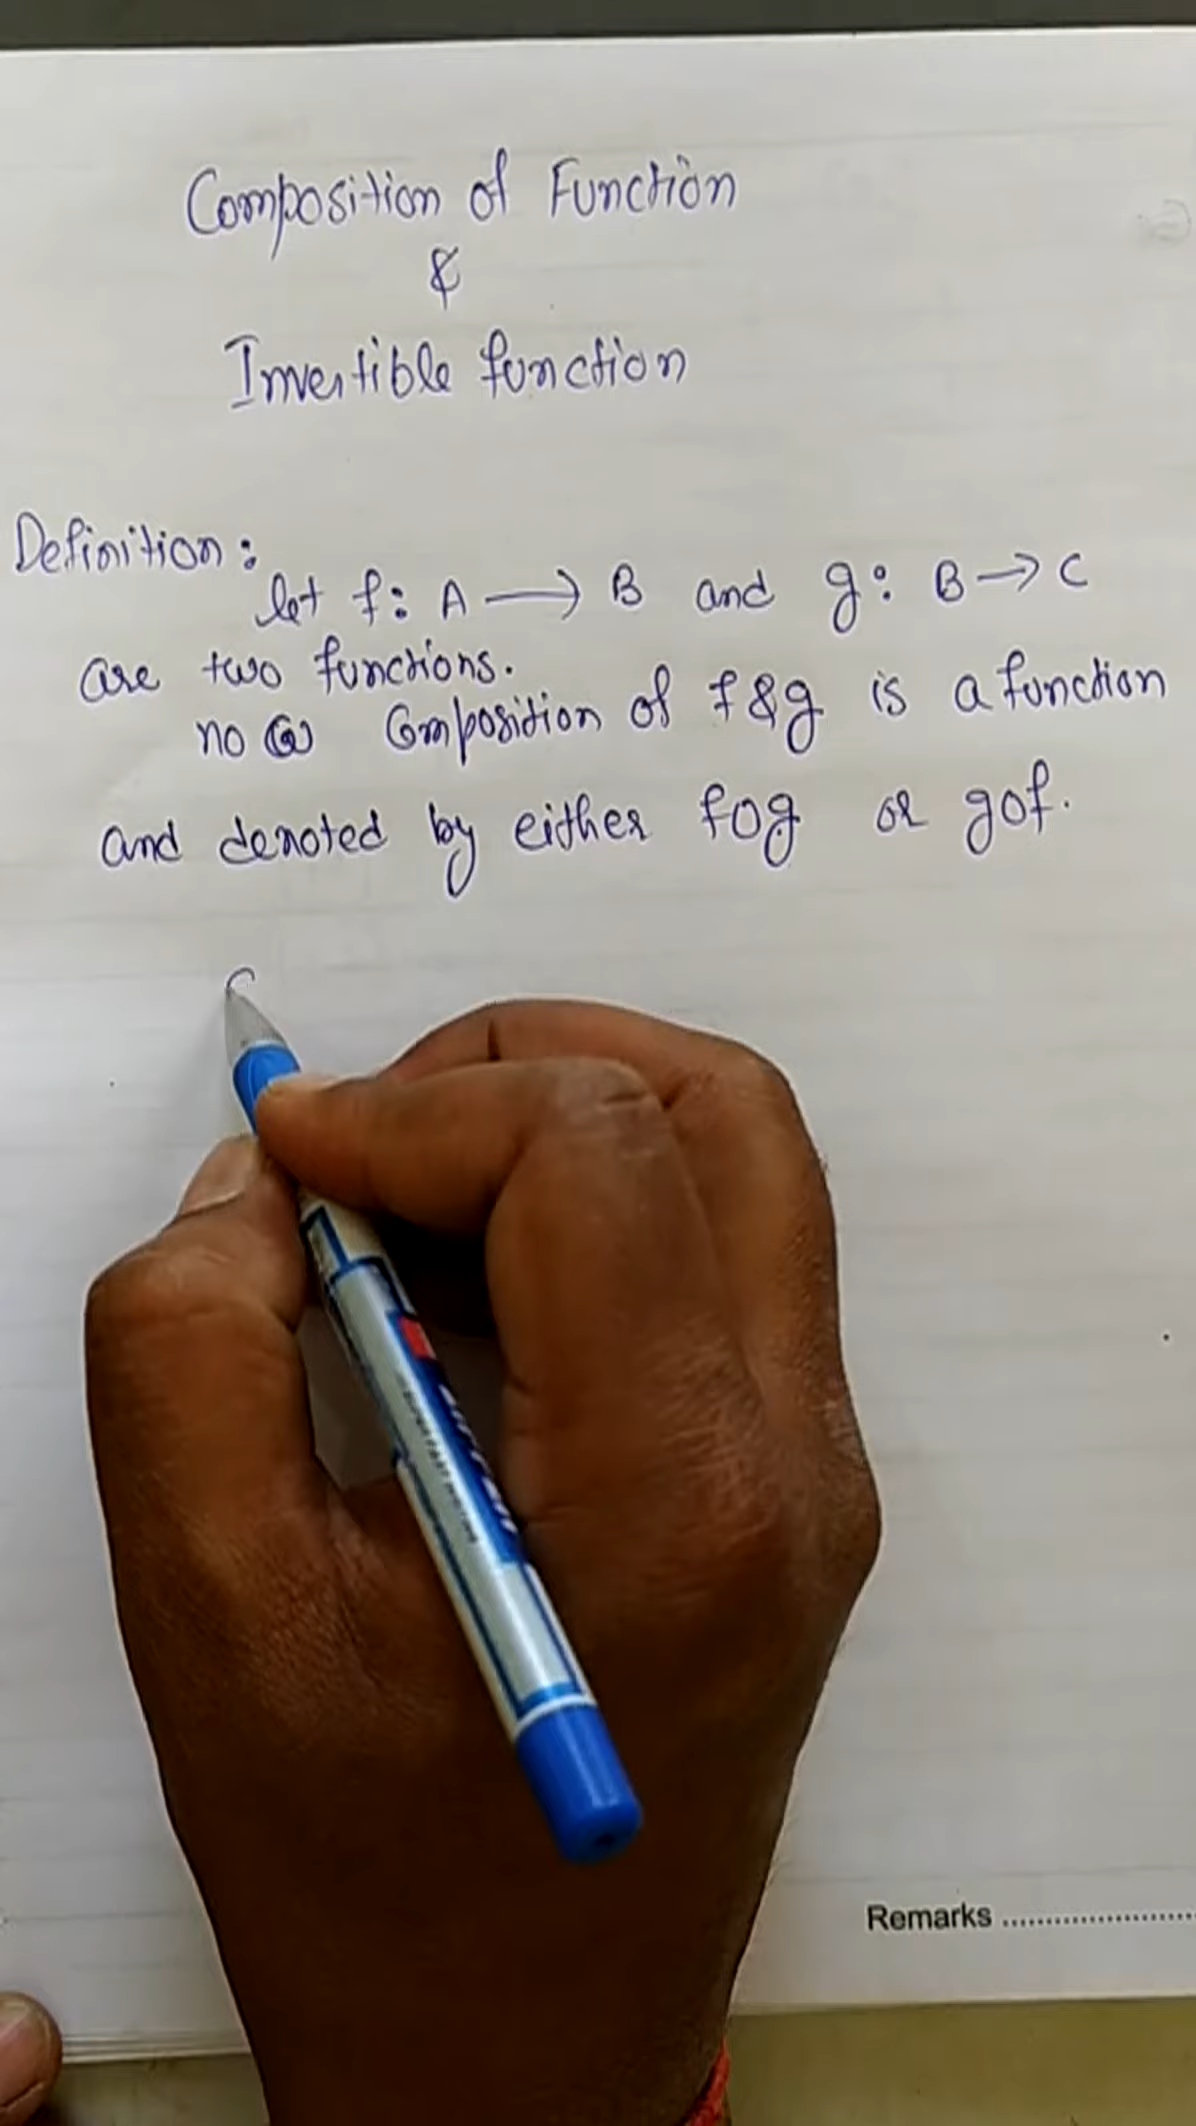 Composition of Function
&
Invertible function
Definition:
let f: A ⟶ B and g: B → C
are two functions.
now Composition of f & g is a function
and denoted by either fog or gof.
Remarks ........................